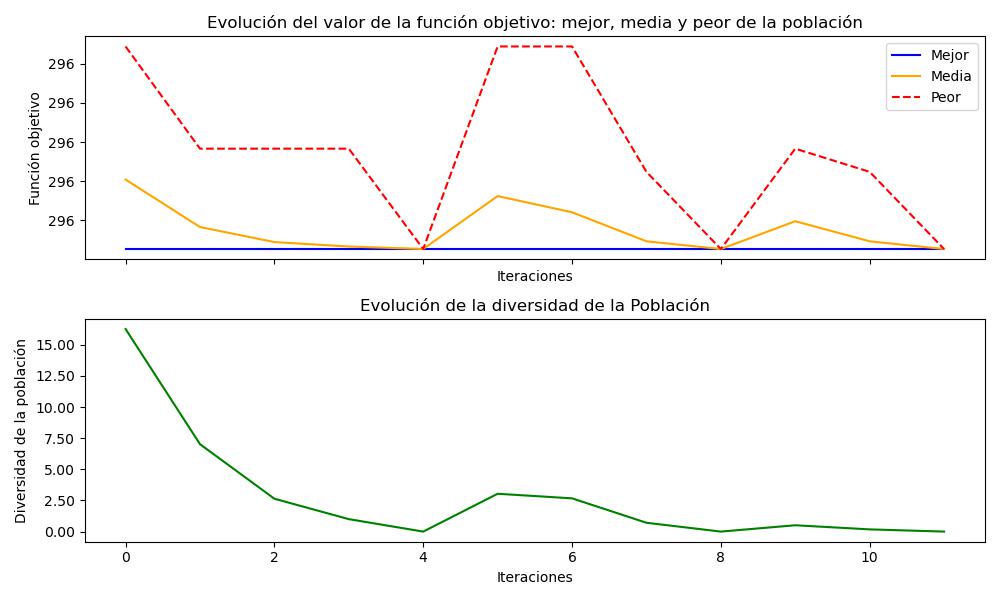 Evolución del valor de la función objetivo: mejor, media y peor de la población
Función objetivo
296
296
296
296
296
Mejor
Media
Peor
Iteraciones
Evolución de la diversidad de la Población
Diversidad de la población
15.00
12.50
10.00
7.50
5.00
2.50
0.00
0 2 4 6 8 10
Iteraciones